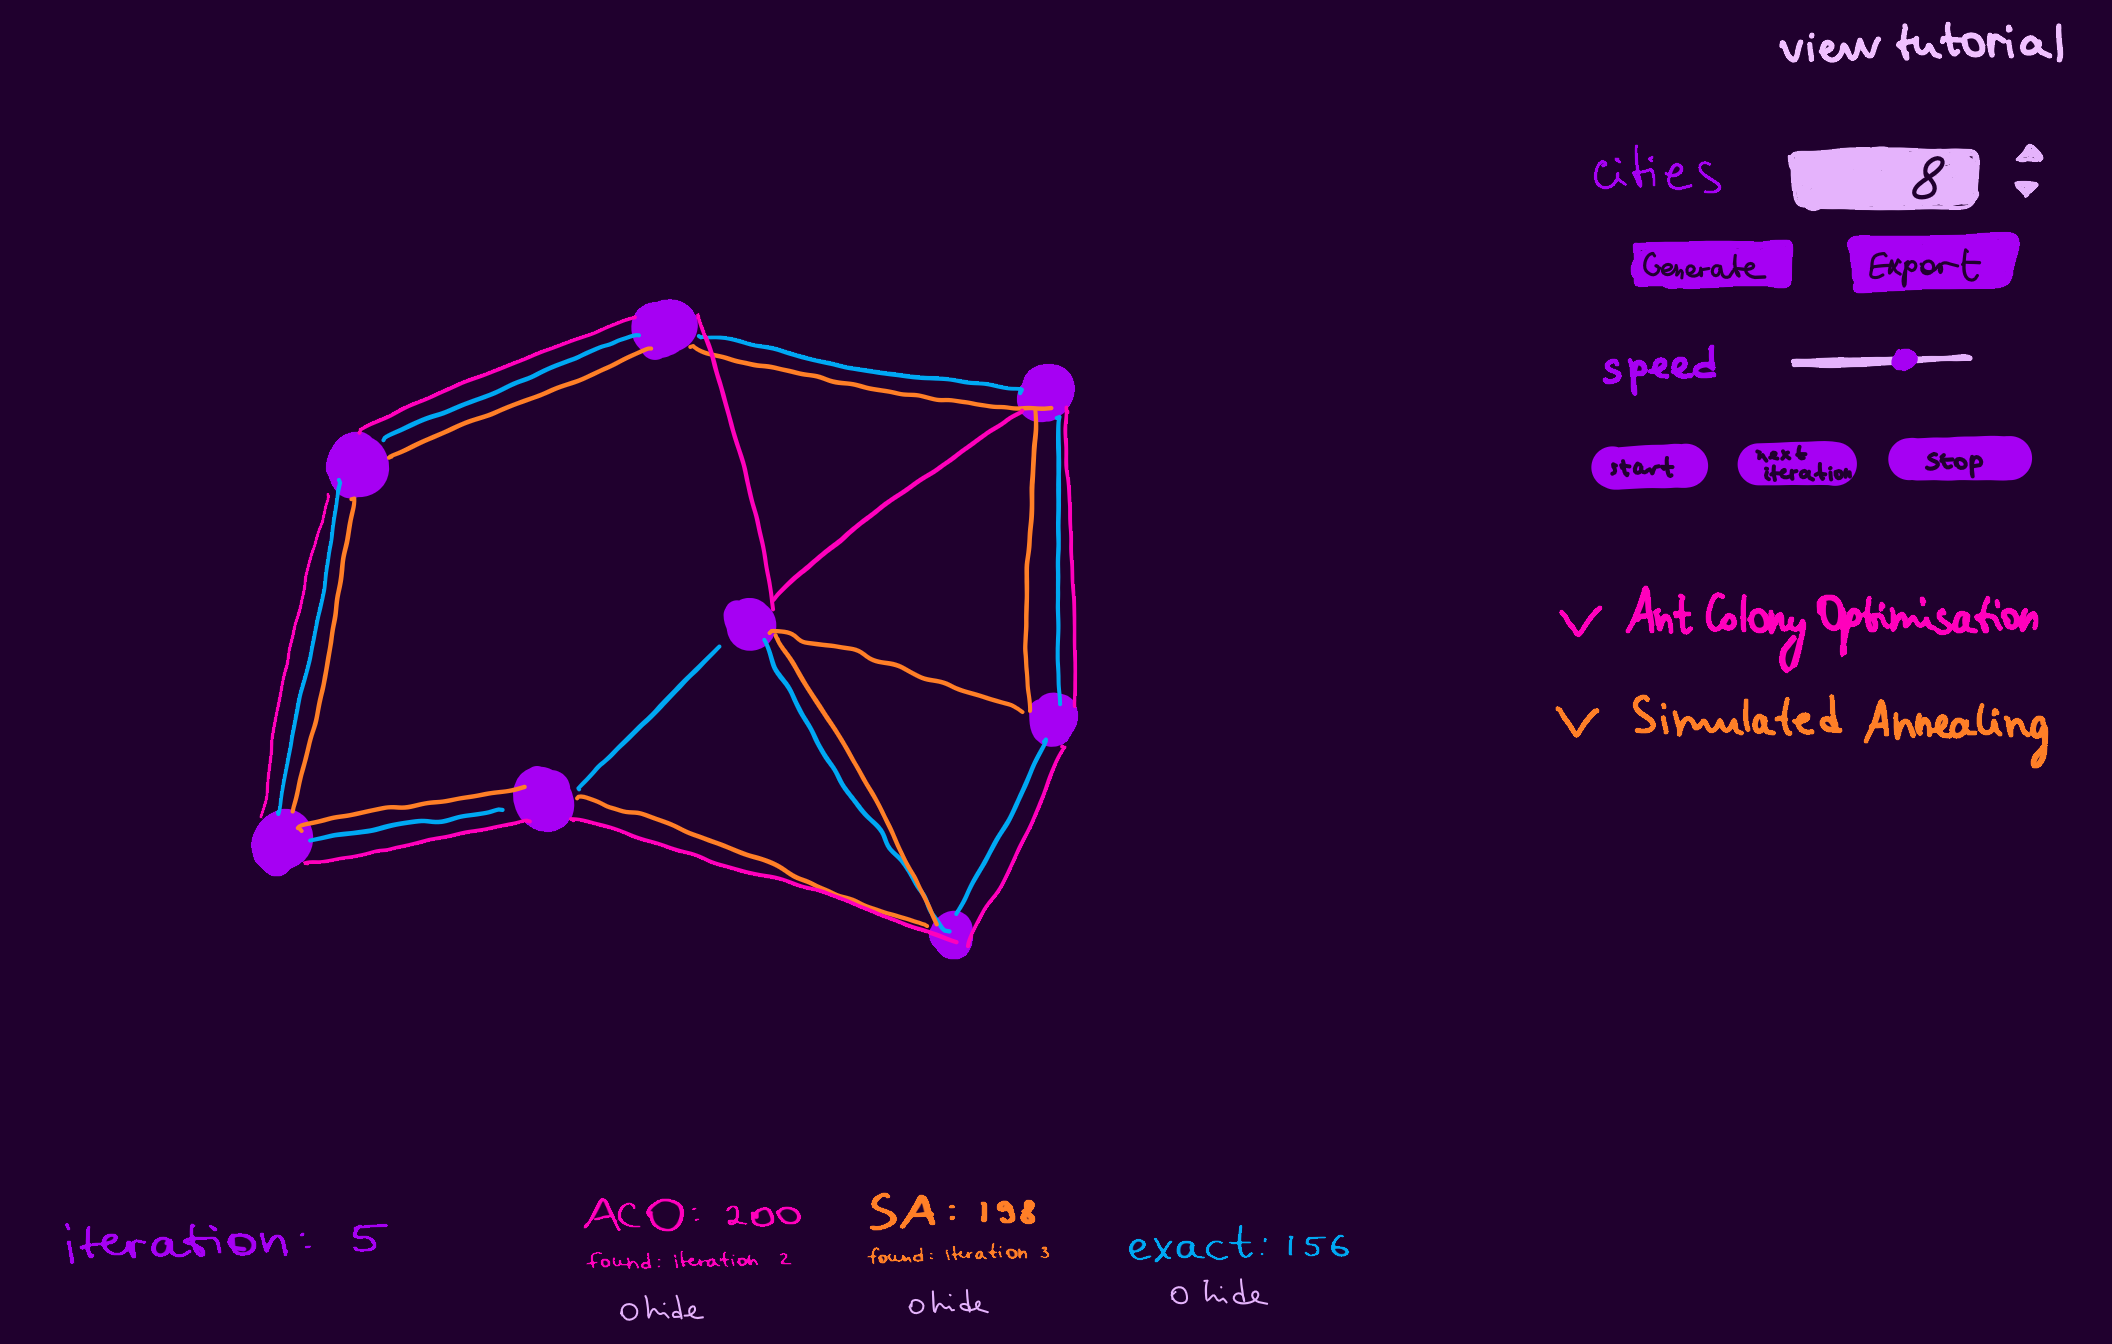 view tutorial
cities 8
Generate Export
speed
start next iteration Stop
✓ Ant Colony Optimisation
✓ Simulated Annealing
iteration: 5
ACO: 200
found: iteration 2
O hide
SA: 198
found: iteration 3
O hide
exact: 156
O hide